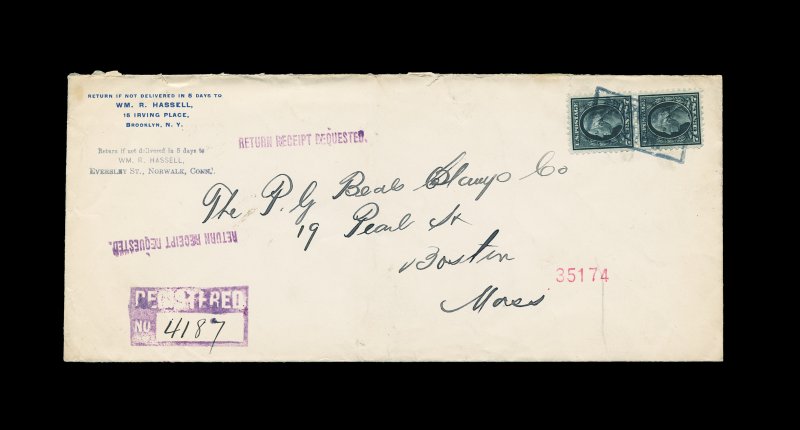 RETURN IF NOT DELIVERED IN 5 DAYS TO
WM. R. HASSELL,
16 IRVING PLACE,
BROOKLYN, N. Y.
Return if not delivered in 5 days to
WM. R. HASSELL,
EVERSLEY ST., NORWALK, CONN.
RETURN RECEIPT REQUESTED.
The P. G Beals Stamp Co
19 Pearl St
Boston
Mass
RETURN RECEIPT REQUESTED.
35174
REGISTERED
NO.
4187
U.S. POSTAGE